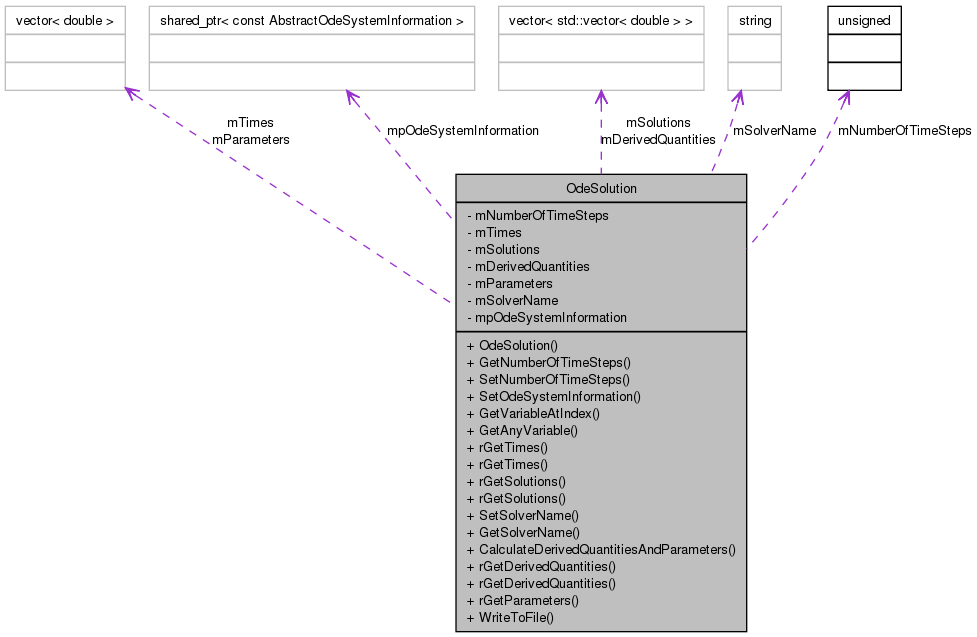 vector< double >
shared_ptr< const AbstractOdeSystemInformation >
vector< std::vector< double > >
string
unsigned
mTimes
mParameters
mpOdeSystemInformation
mSolutions
mDerivedQuantities
mSolverName
mNumberOfTimeSteps
OdeSolution
- mNumberOfTimeSteps
- mTimes
- mSolutions
- mDerivedQuantities
- mParameters
- mSolverName
- mpOdeSystemInformation
+ OdeSolution()
+ GetNumberOfTimeSteps()
+ SetNumberOfTimeSteps()
+ SetOdeSystemInformation()
+ GetVariableAtIndex()
+ GetAnyVariable()
+ rGetTimes()
+ rGetTimes()
+ rGetSolutions()
+ rGetSolutions()
+ SetSolverName()
+ GetSolverName()
+ CalculateDerivedQuantitiesAndParameters()
+ rGetDerivedQuantities()
+ rGetDerivedQuantities()
+ rGetParameters()
+ WriteToFile()